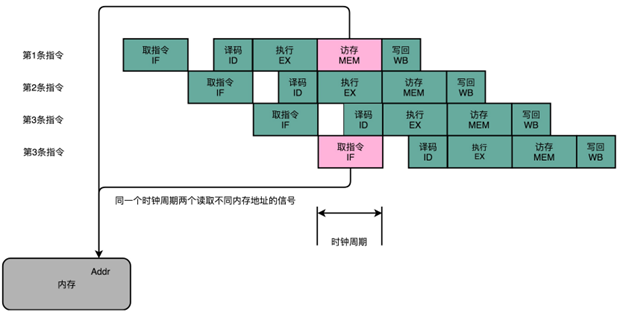 第1条指令
取指令
IF
译码
ID
执行
EX
访存
MEM
写回
WB
第2条指令
取指令
IF
译码
ID
执行
EX
访存
MEM
写回
WB
第3条指令
取指令
IF
译码
ID
执行
EX
访存
MEM
写回
WB
第3条指令
取指令
IF
译码
ID
执行
EX
访存
MEM
写回
WB
同一个时钟周期两个读取不同内存地址的信号
时钟周期
Addr
内存